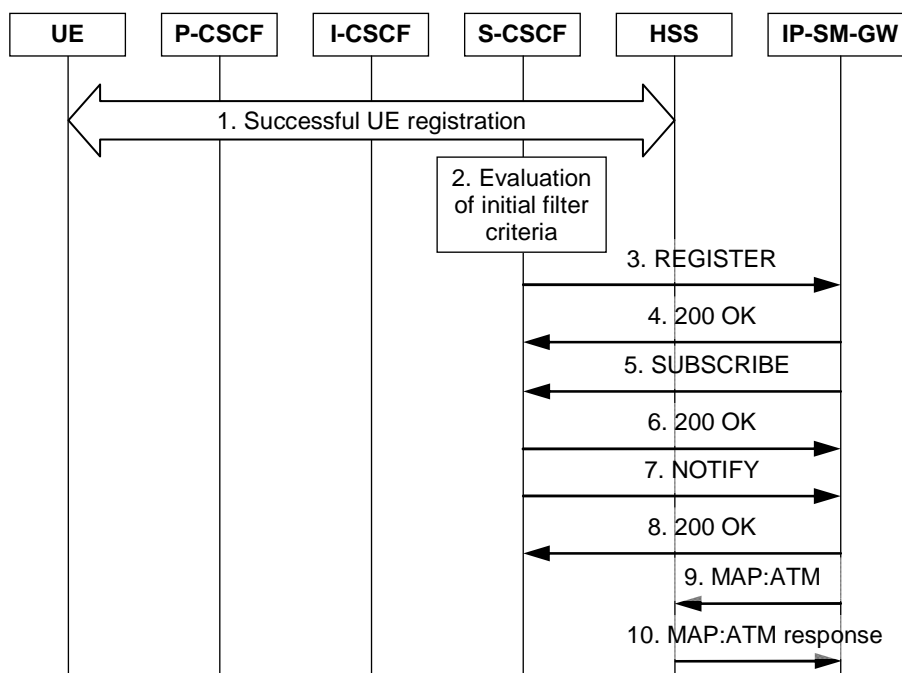 UE P-CSCF I-CSCF S-CSCF HSS IP-SM-GW
1. Successful UE registration
2. Evaluation
of initial filter
criteria
3. REGISTER
4. 200 OK
5. SUBSCRIBE
6. 200 OK
7. NOTIFY
8. 200 OK
9. MAP:ATM
10. MAP:ATM response